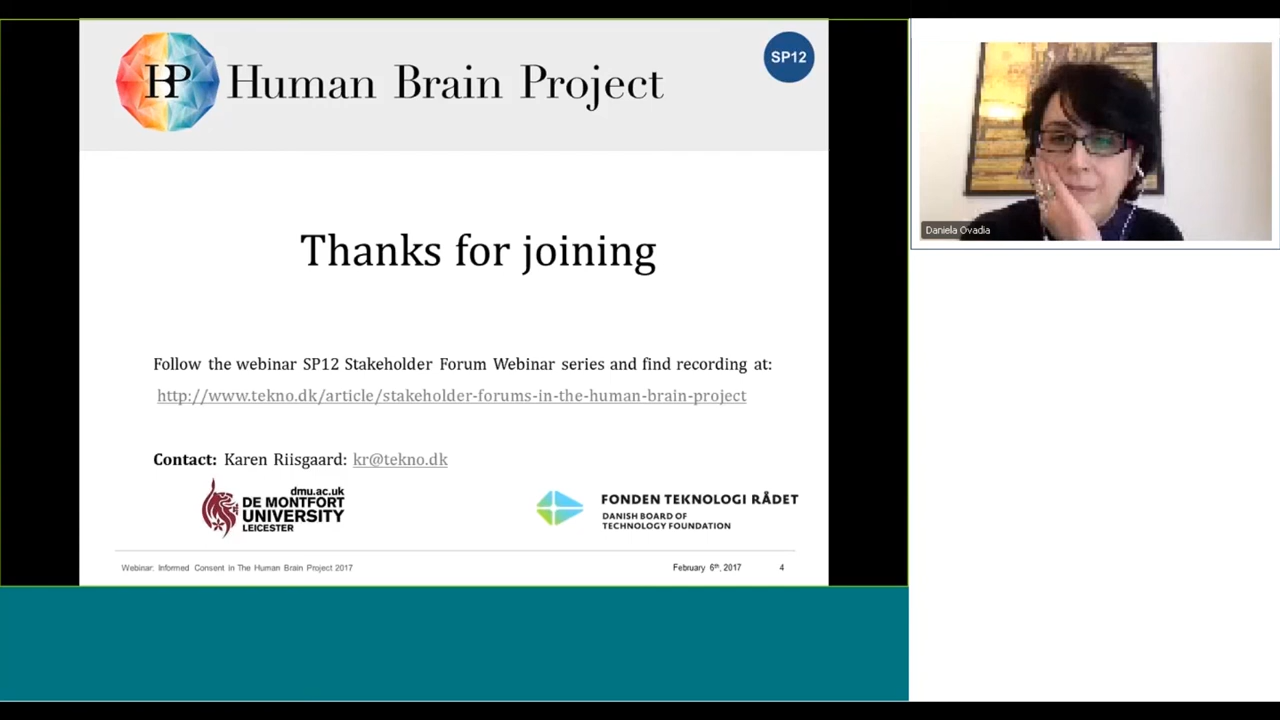 HBP Human Brain Project
SP12
Daniela Ovadia
Thanks for joining
Follow the webinar SP12 Stakeholder Forum Webinar series and find recording at:
http://www.tekno.dk/article/stakeholder-forums-in-the-human-brain-project
Contact: Karen Riisgaard: kr@tekno.dk
dmu.ac.uk
DE MONTFORT
UNIVERSITY
LEICESTER
FONDEN TEKNOLOGI RÅDET
DANISH BOARD OF
TECHNOLOGY FOUNDATION
Webinar: Informed Consent in The Human Brain Project 2017
February 6th, 2017
4